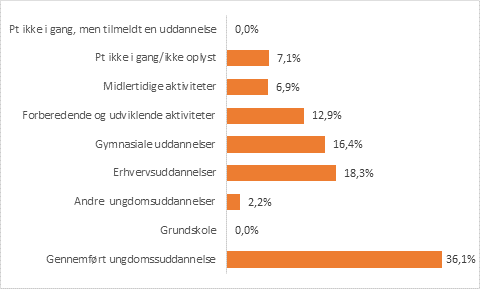 Pt ikke i gang, men tilmeldt en uddannelse 0,0%
Pt ikke i gang/ikke oplyst 7,1%
Midlertidige aktiviteter 6,9%
Forberedende og udviklende aktiviteter 12,9%
Gymnasiale uddannelser 16,4%
Erhvervsuddannelser 18,3%
Andre ungdomsuddannelser 2,2%
Grundskole 0,0%
Gennemført ungdomssuddannelse 36,1%